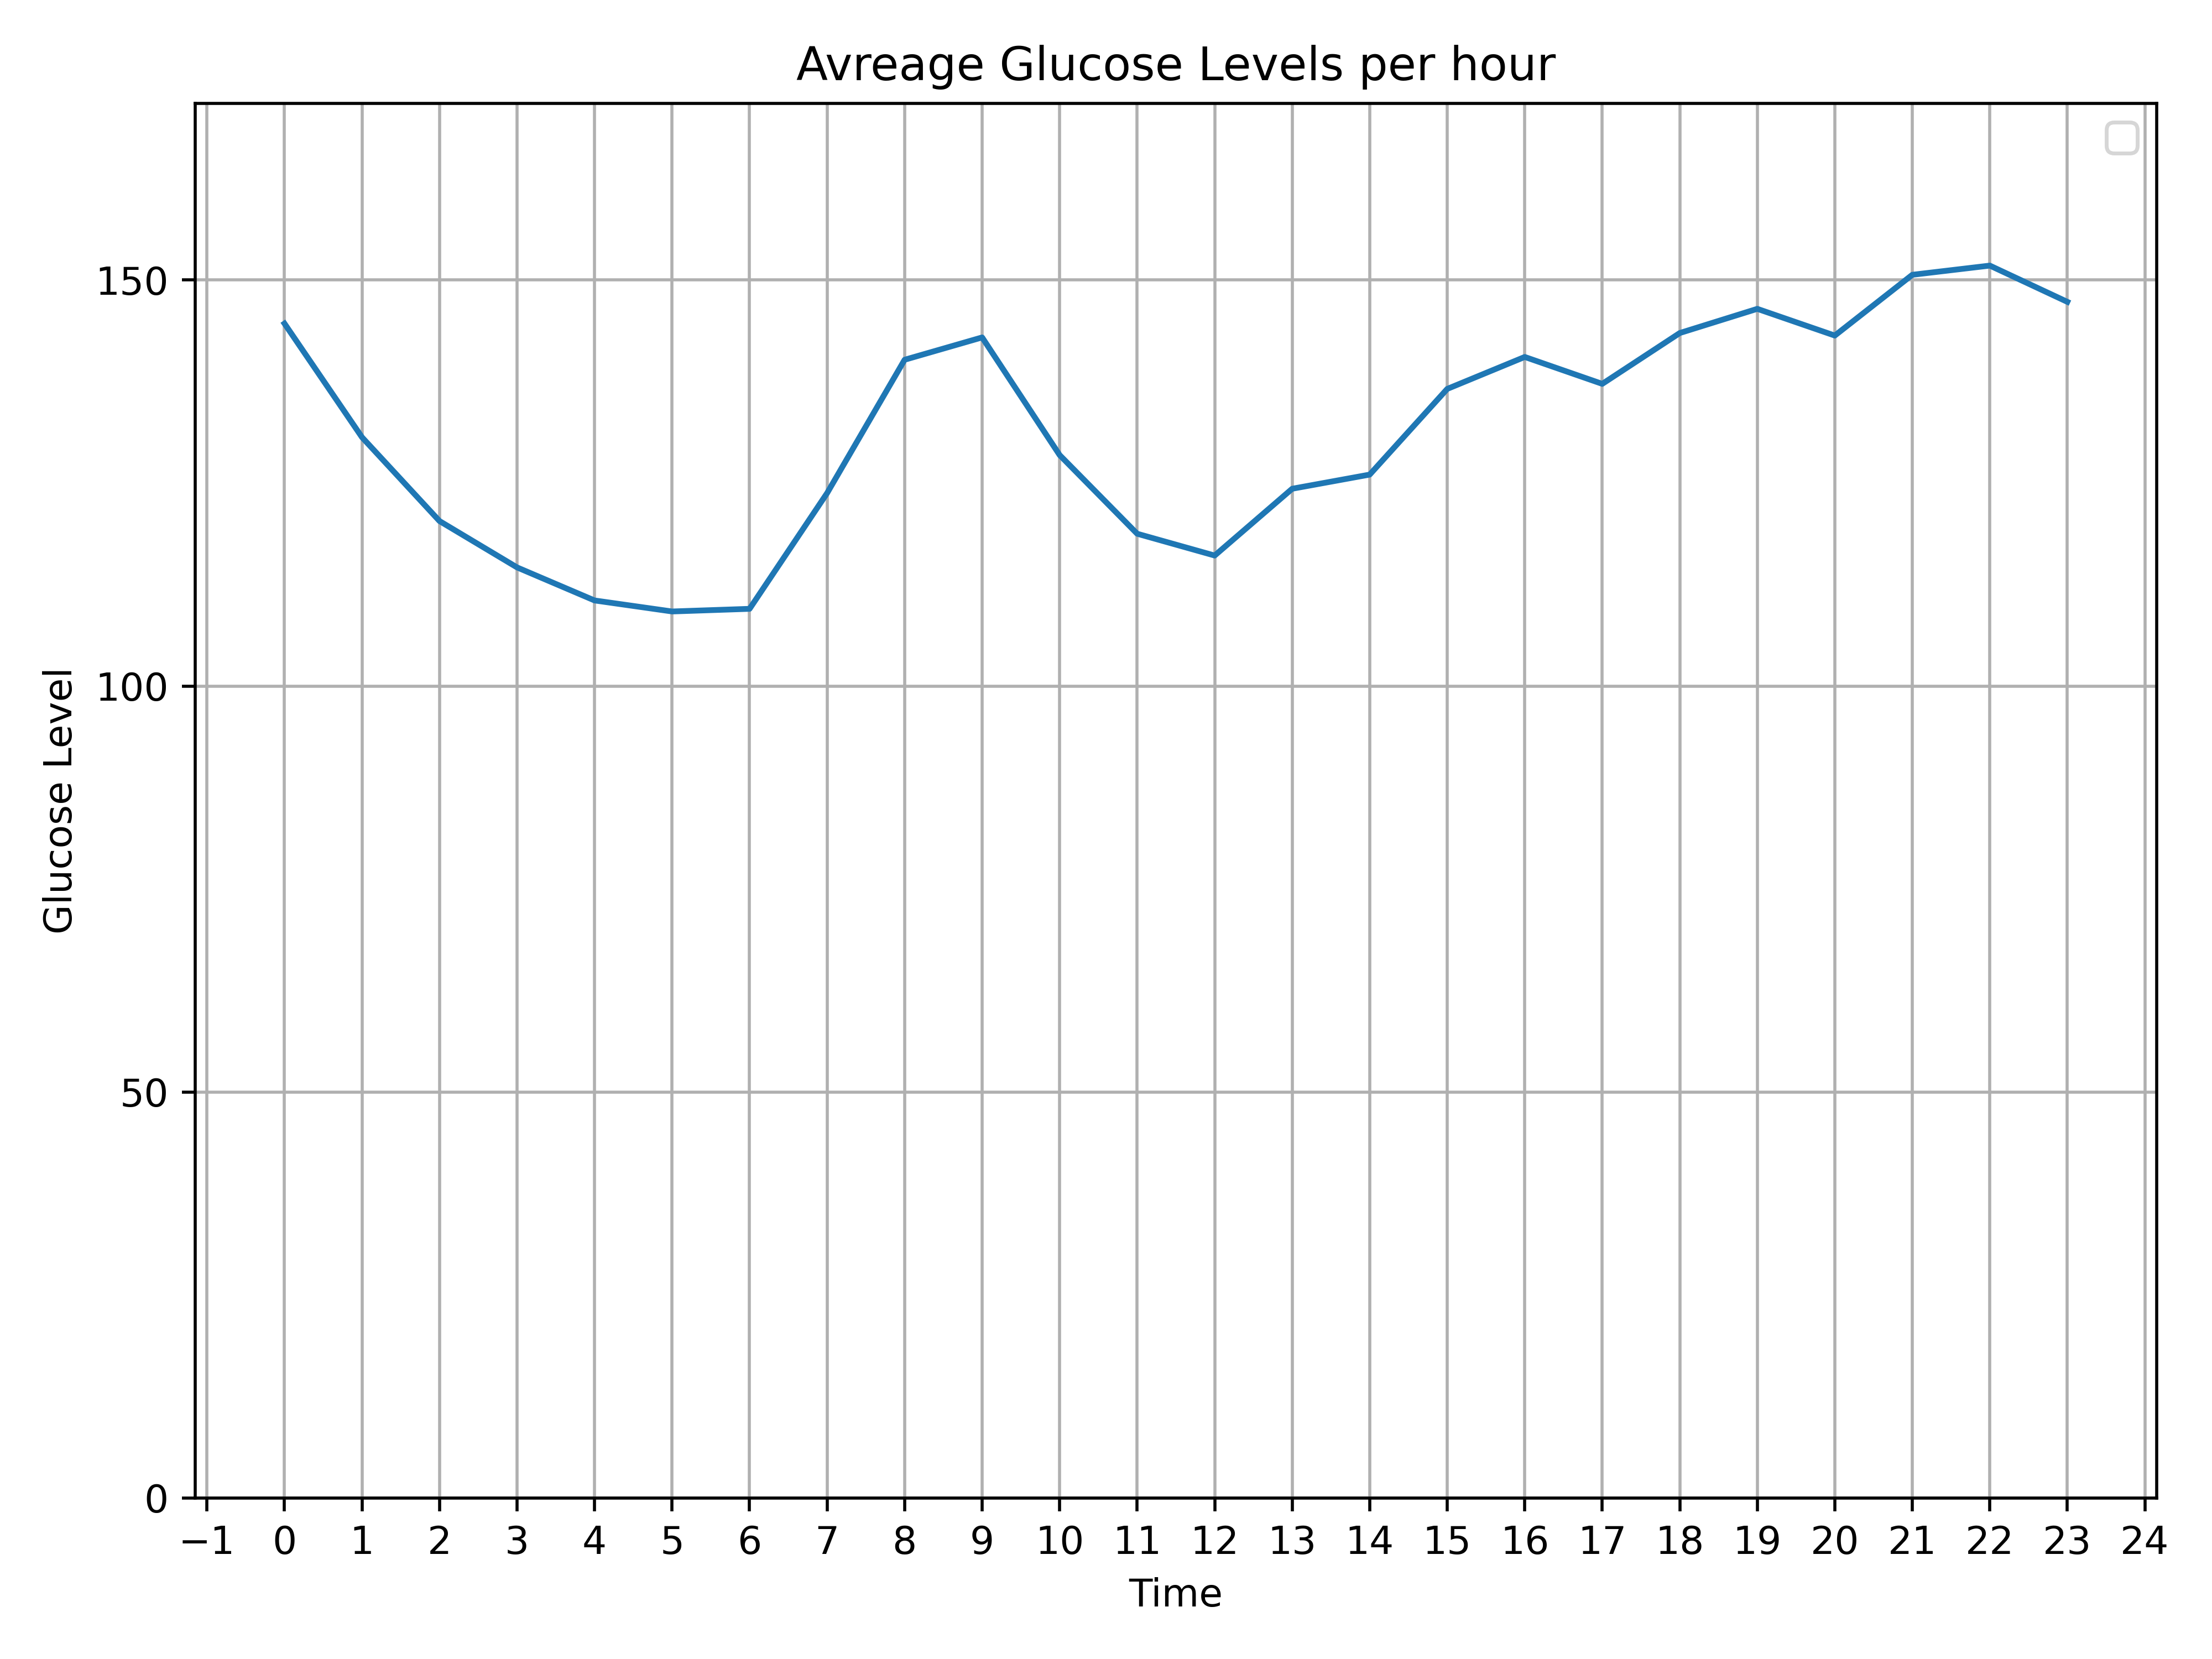 Avreage Glucose Levels per hour
150
100
50
0
Glucose Level
−1 0 1 2 3 4 5 6 7 8 9 10 11 12 13 14 15 16 17 18 19 20 21 22 23 24
Time